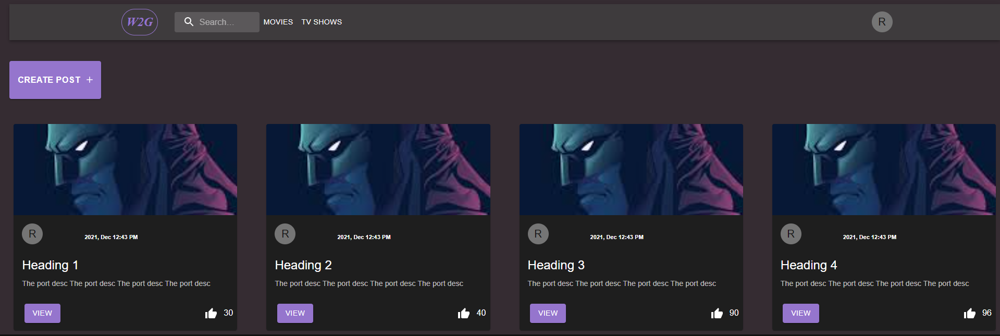 W2G Search... MOVIES TV SHOWS R
CREATE POST +
R 2021, Dec 12:43 PM
Heading 1
The port desc The port desc The port desc The port desc
VIEW 30
R 2021, Dec 12:43 PM
Heading 2
The port desc The port desc The port desc The port desc
VIEW 40
R 2021, Dec 12:43 PM
Heading 3
The port desc The port desc The port desc The port desc
VIEW 90
R 2021, Dec 12:43 PM
Heading 4
The port desc The port desc The port desc The port desc
VIEW 96